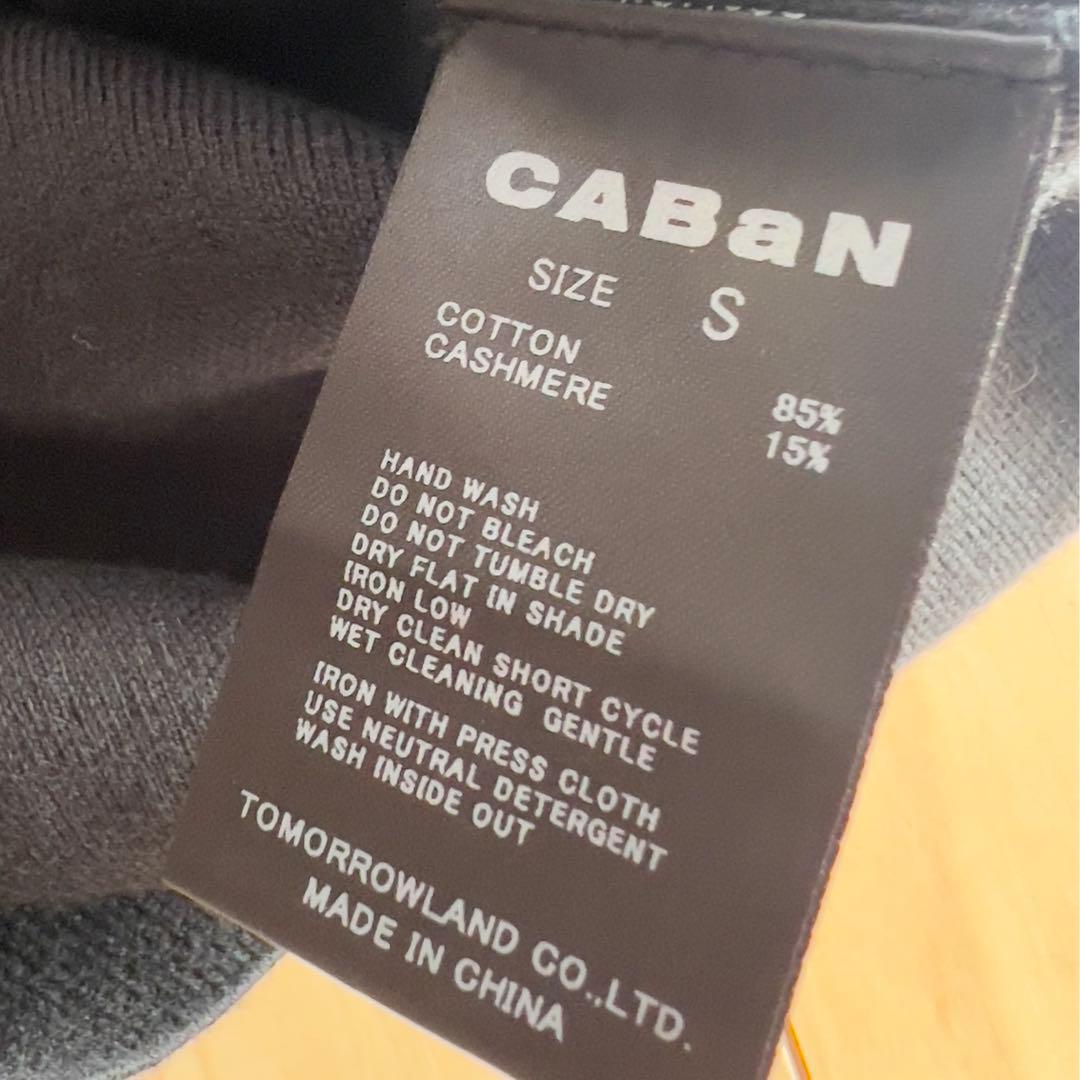 CABaN
SIZE S
COTTON 85%
CASHMERE 15%
HAND WASH
DO NOT BLEACH
DO NOT TUMBLE DRY
DRY FLAT IN SHADE
IRON LOW
DRY CLEAN SHORT CYCLE
WET CLEANING GENTLE
IRON WITH PRESS CLOTH
USE NEUTRAL DETERGENT
WASH INSIDE OUT
TOMORROWLAND CO.,LTD.
MADE IN CHINA